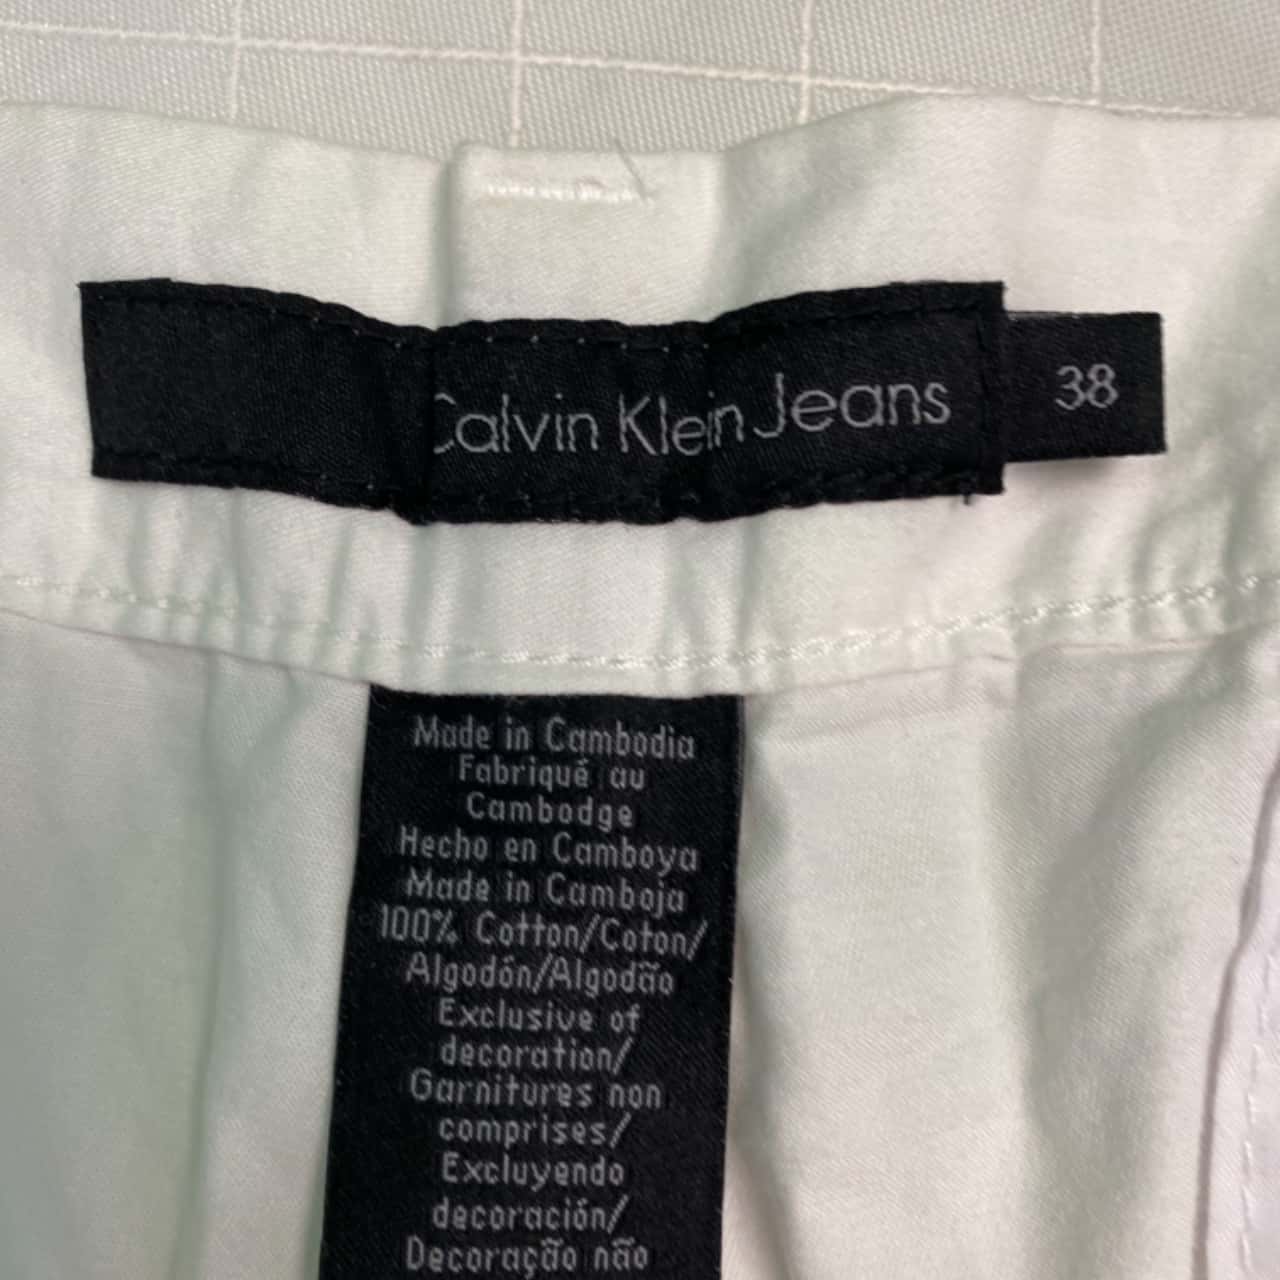 Calvin Klein Jeans
38
Made in Cambodia
Fabriqué au
Cambodge
Hecho en Camboya
Made in Camboja
100% Cotton/Coton/
Algodón/Algodão
Exclusive of
decoration/
Garnitures non
comprises/
Excluyendo
decoración/
Decoração não